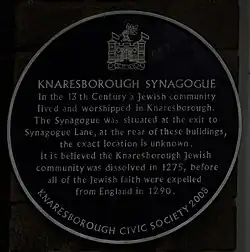 KNARESBOROUGH SYNAGOGUE
In the 13th Century a Jewish community
lived and worshipped in Knaresborough.
The Synagogue was situated at the exit to
Synagogue Lane, at the rear of these buildings,
the exact location is unknown.
It is believed the Knaresborough Jewish
community was dissolved in 1275, before
all of the Jewish faith were expelled
from England in 1290.
KNARESBOROUGH CIVIC SOCIETY 2008